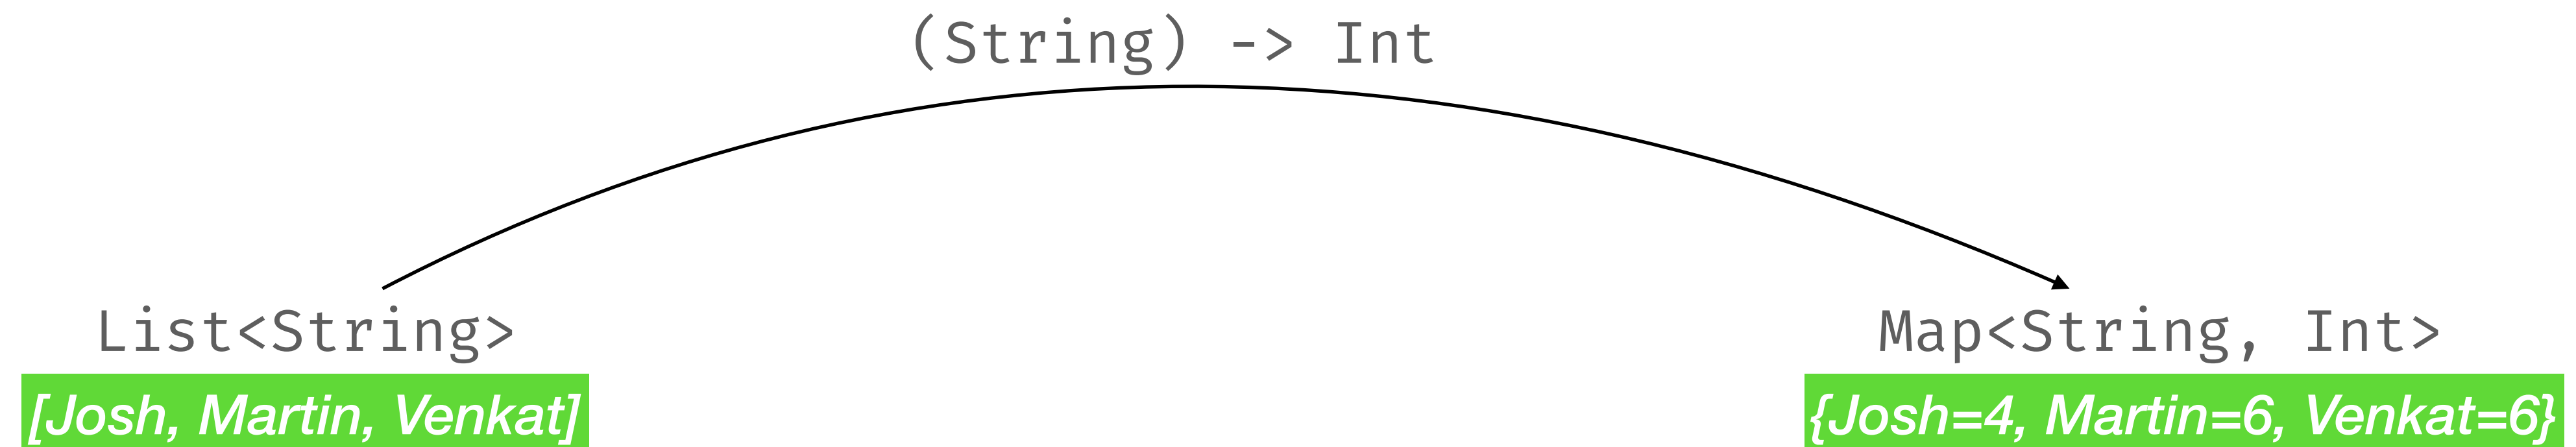 (String) -> Int
List<String>
Map<String, Int>
[Josh, Martin, Venkat]
{Josh=4, Martin=6, Venkat=6}